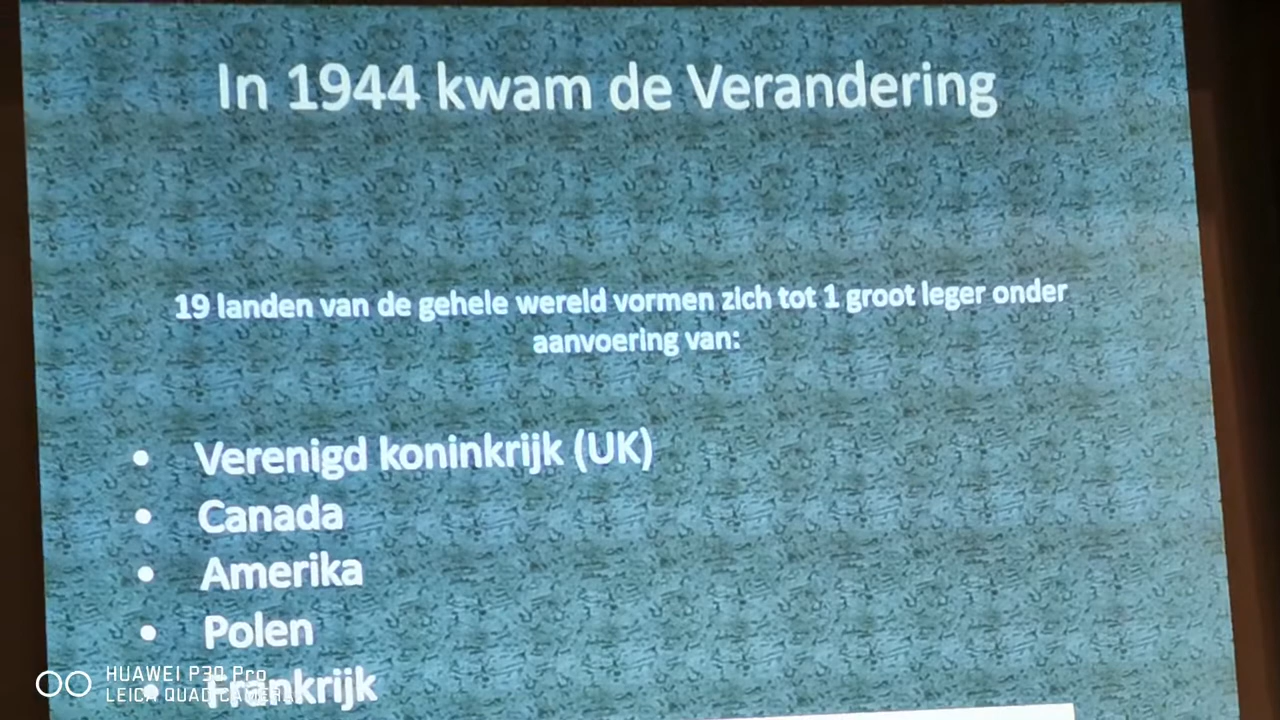 In 1944 kwam de Verandering
19 landen van de gehele wereld vormen zich tot 1 groot leger onder
aanvoering van:
• Verenigd koninkrijk (UK)
• Canada
• Amerika
• Polen
• Frankrijk
HUAWEI P30 Pro
LEICA QUAD CAMERA